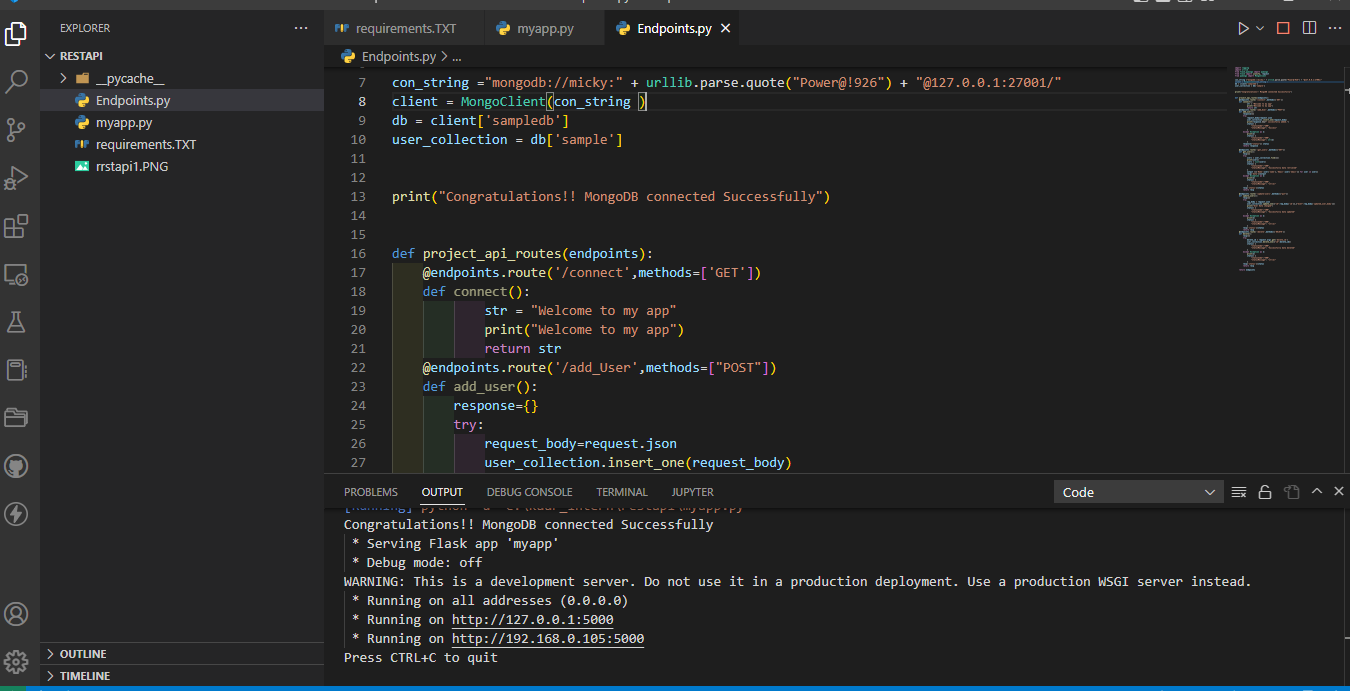 EXPLORER
RESTAPI
__pycache__
Endpoints.py
myapp.py
requirements.TXT
rrstapi1.PNG
OUTLINE
TIMELINE
requirements.TXT
myapp.py
Endpoints.py
Endpoints.py > ...
7 con_string ="mongodb://micky:" + urllib.parse.quote("Power@!926") + "@127.0.0.1:27001/"
8 client = MongoClient(con_string )
9 db = client['sampledb']
10 user_collection = db['sample']
11
12
13 print("Congratulations!! MongoDB connected Successfully")
14
15
16 def project_api_routes(endpoints):
17 @endpoints.route('/connect',methods=['GET'])
18 def connect():
19 str = "Welcome to my app"
20 print("Welcome to my app")
21 return str
22 @endpoints.route('/add_User',methods=["POST"])
23 def add_user():
24 response={}
25 try:
26 request_body=request.json
27 user_collection.insert_one(request_body)
PROBLEMS OUTPUT DEBUG CONSOLE TERMINAL JUPYTER
Code
Congratulations!! MongoDB connected Successfully
* Serving Flask app 'myapp'
* Debug mode: off
WARNING: This is a development server. Do not use it in a production deployment. Use a production WSGI server instead.
* Running on all addresses (0.0.0.0)
* Running on http://127.0.0.1:5000
* Running on http://192.168.0.105:5000
Press CTRL+C to quit